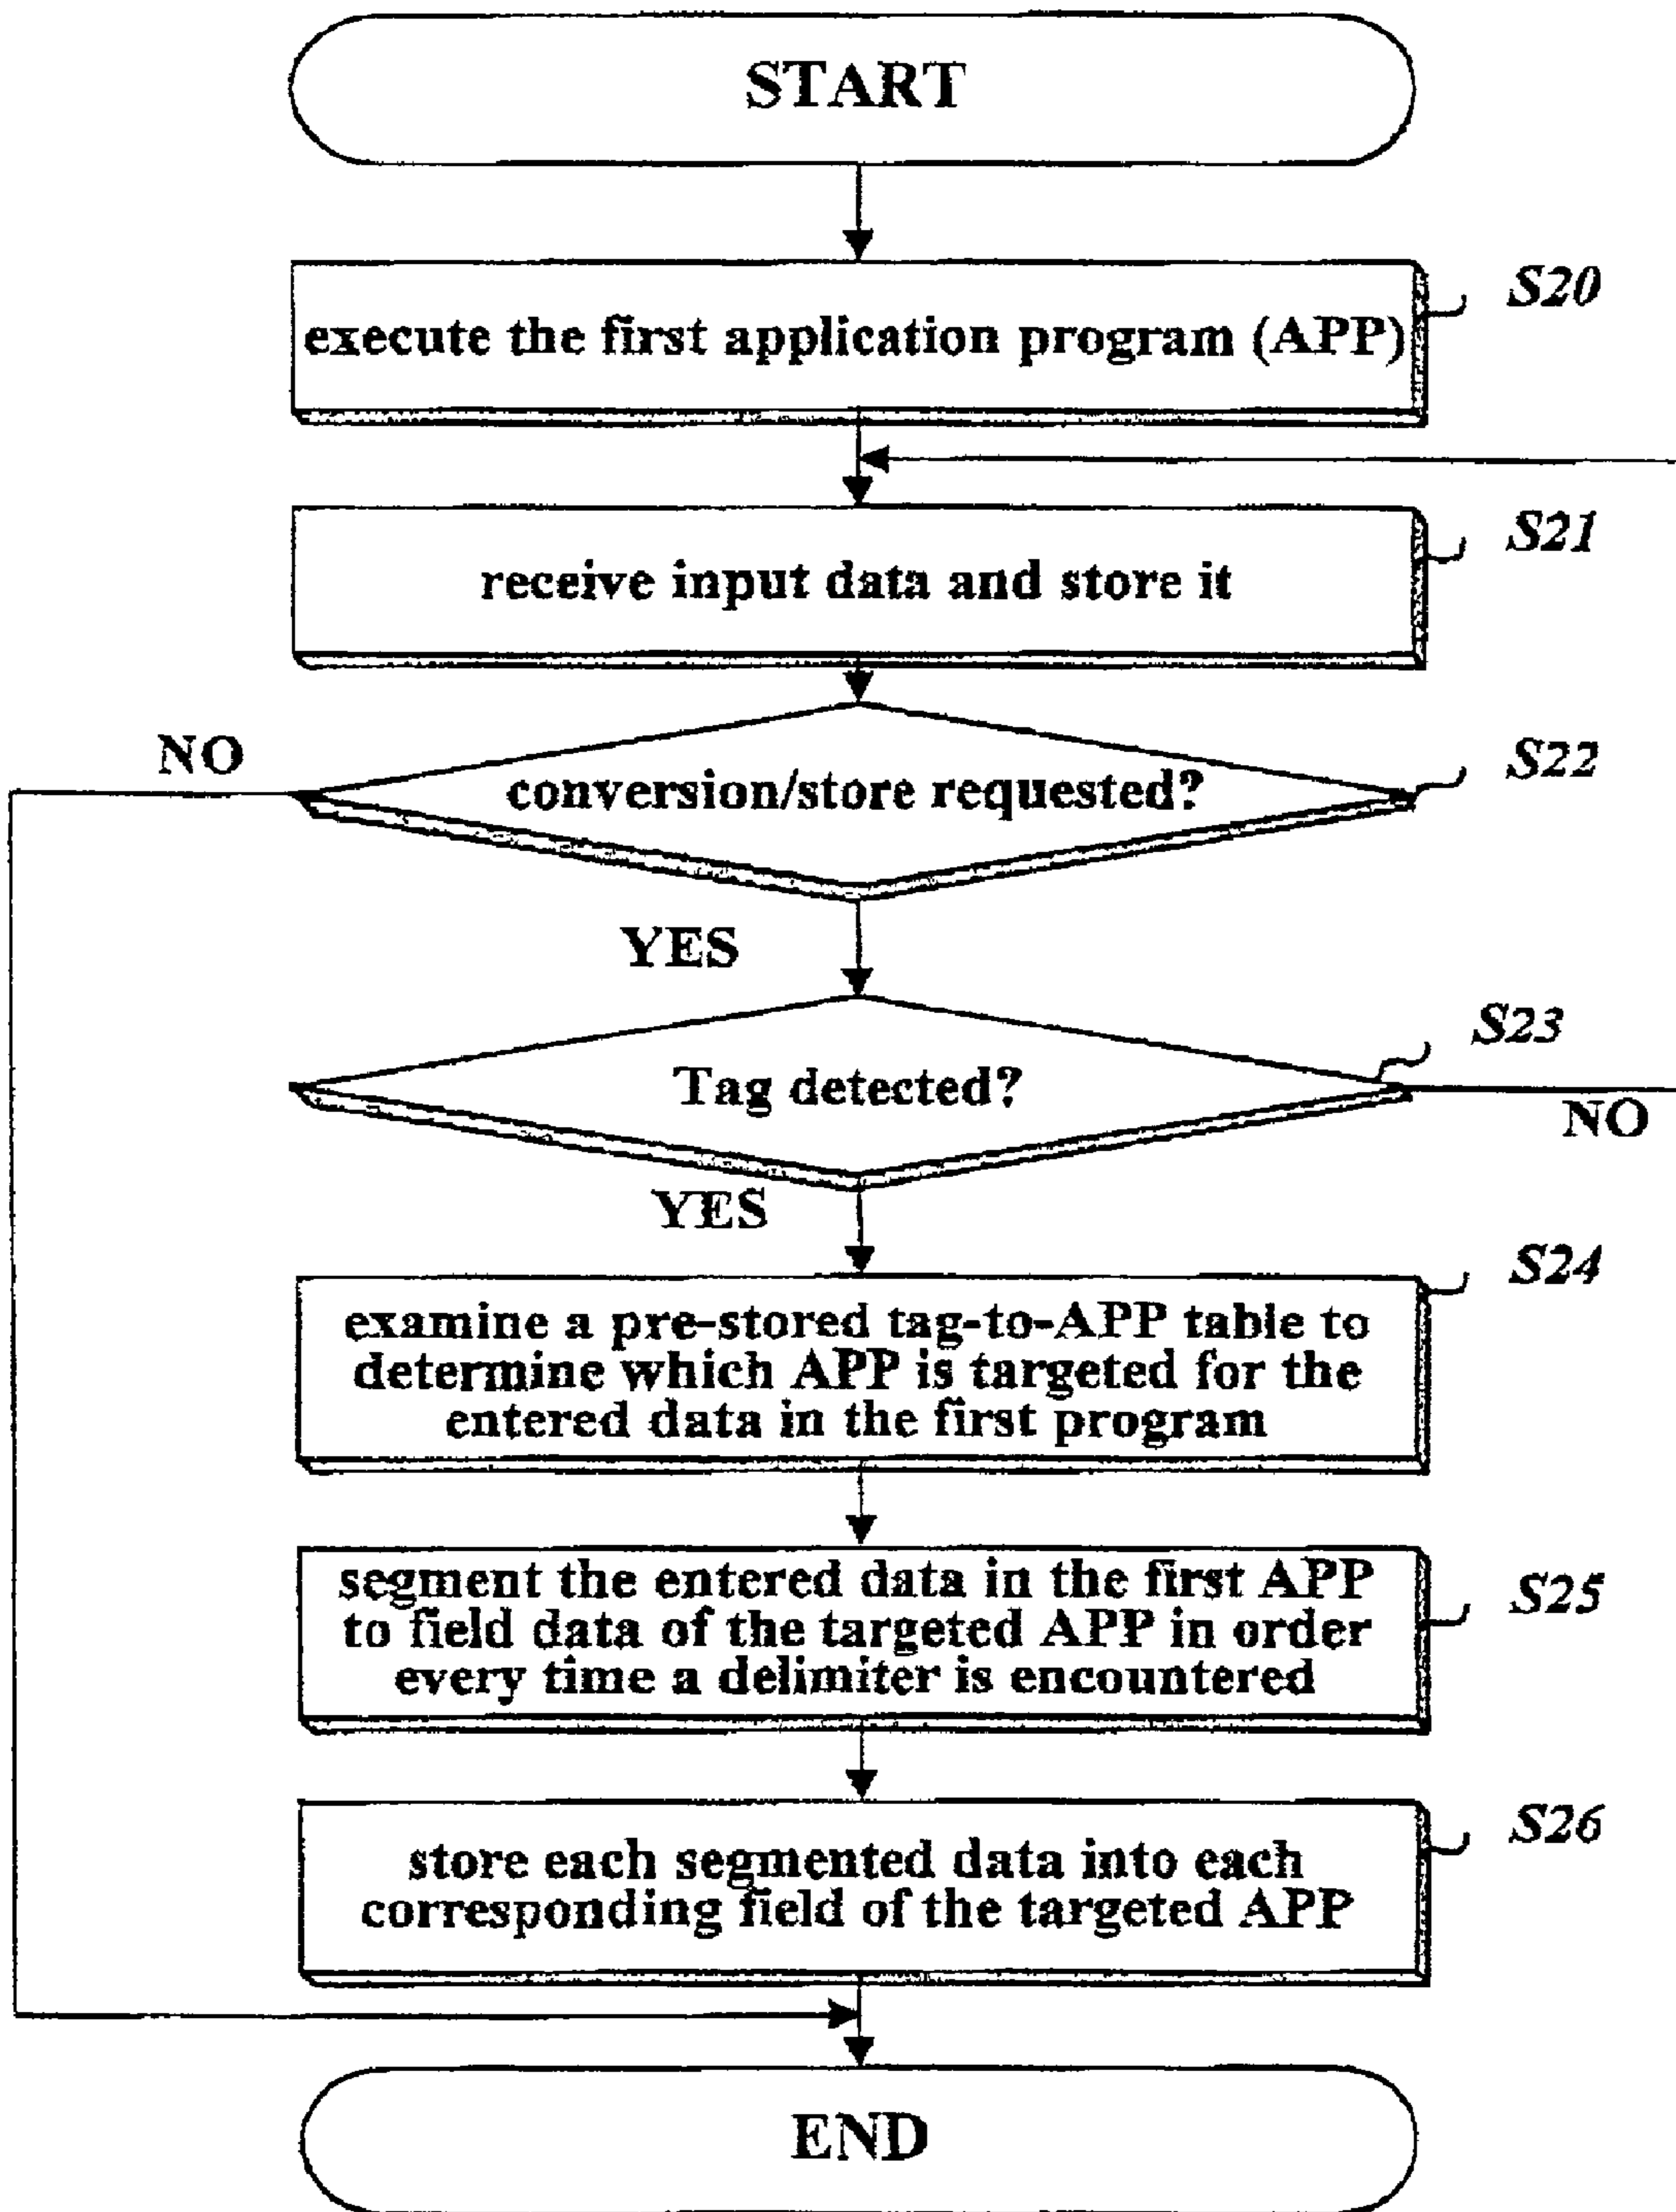 START
S20
execute the first application program (APP)
S21
receive input data and store it
NO
S22
conversion/store requested?
YES
S23
Tag detected?
NO
YES
S24
examine a pre-stored tag-to-APP table to
determine which APP is targeted for the
entered data in the first program
segment the entered data in the first APP
S25
to field data of the targeted APP in order
every time a delimiter is encountered
S26
store each segmented data into each
corresponding field of the targeted APP
END